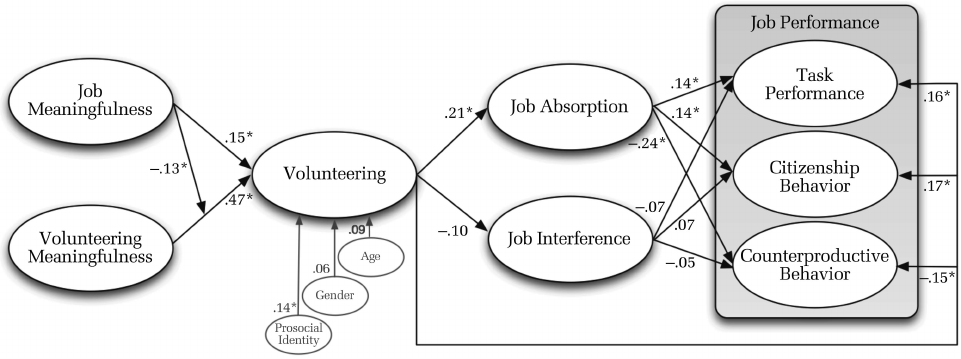 Job Performance
Job
Meaningfulness
.15*
-.13*
.47*
Volunteering
Meaningfulness
Volunteering
.09
Age
.06
Gender
.14*
Prosocial
Identity
.21*
-.10
Job Absorption
Job Interference
.14*
.14*
-.24*
-.07
.07
-.05
Task
Performance
Citizenship
Behavior
Counterproductive
Behavior
.16*
.17*
-.15*